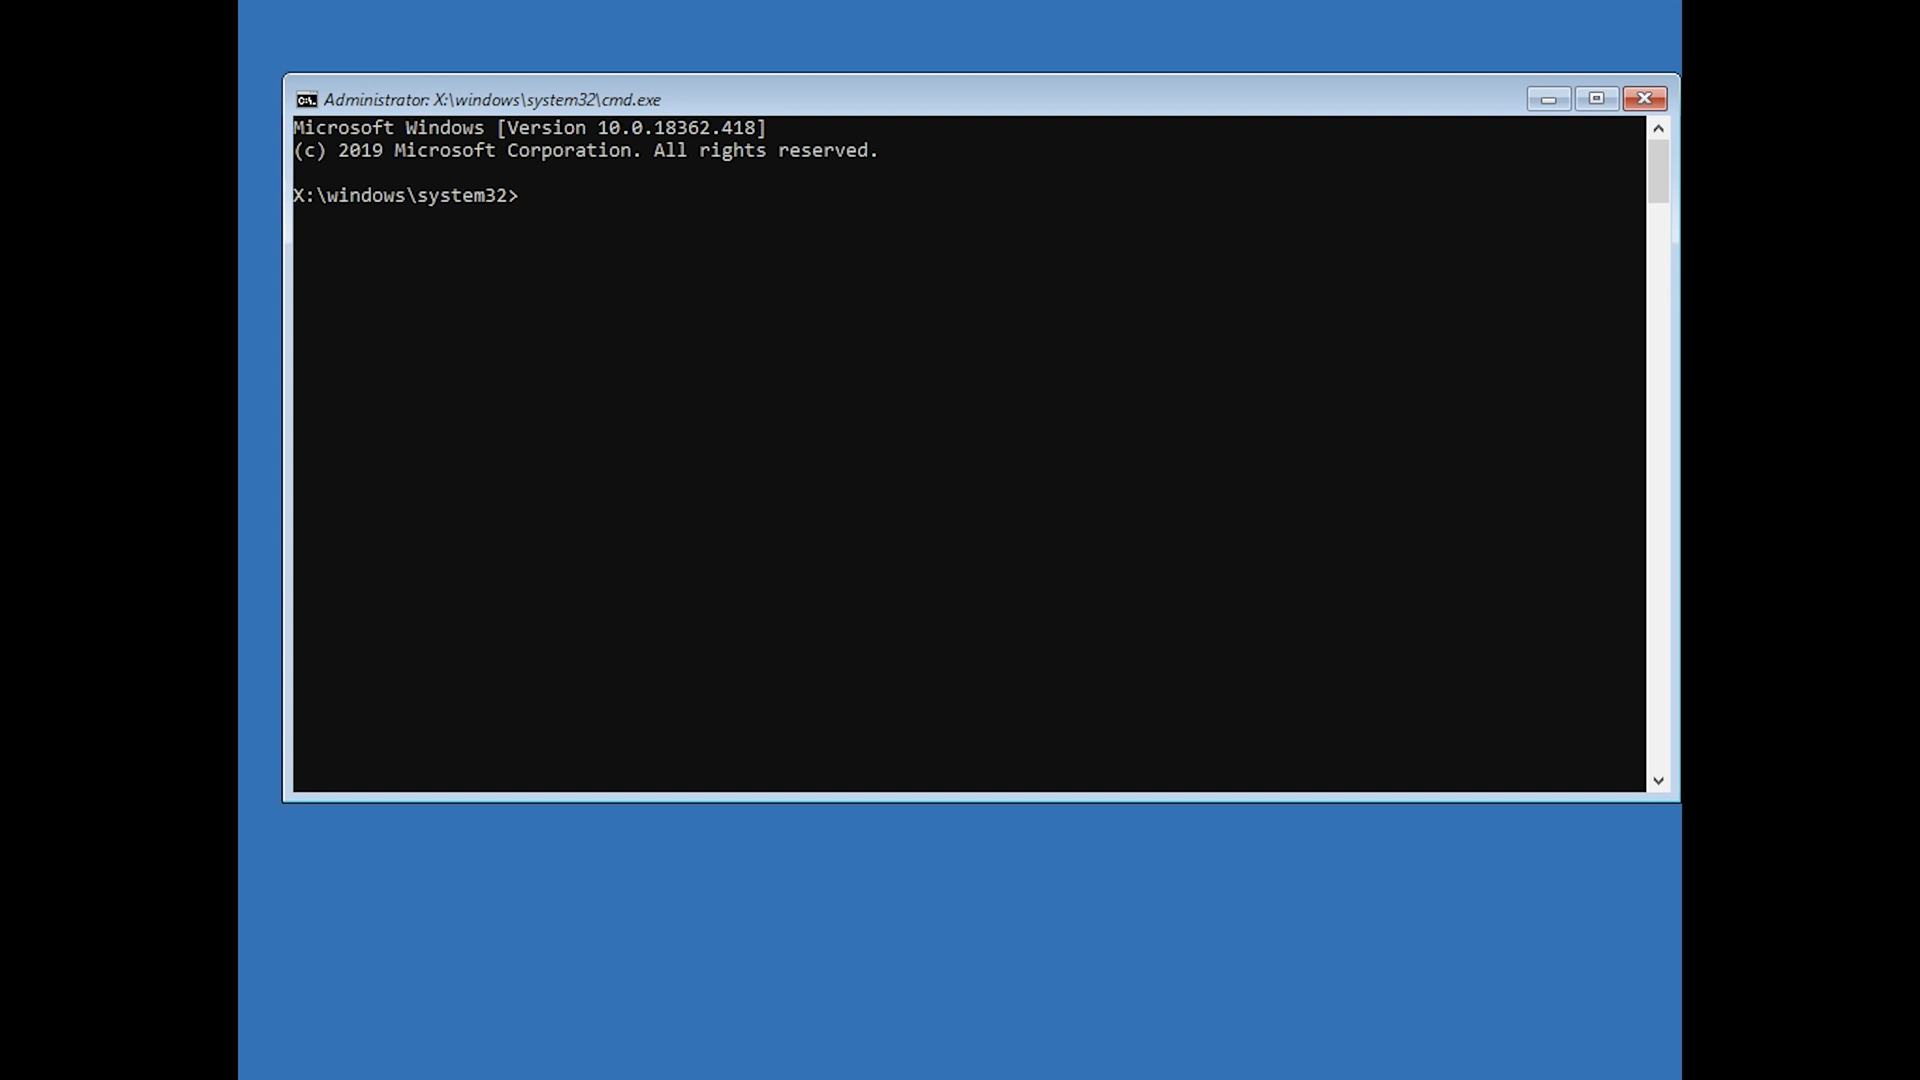 Administrator: X:\windows\system32\cmd.exe
Microsoft Windows [Version 10.0.18362.418]
(c) 2019 Microsoft Corporation. All rights reserved.
X:\windows\system32>